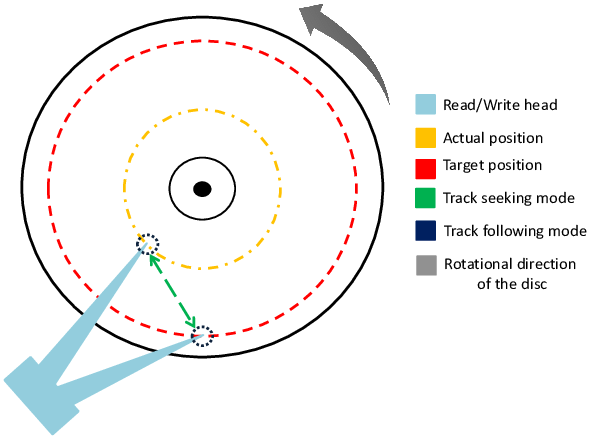 Read/Write head
Actual position
Target position
Track seeking mode
Track following mode
Rotational direction
of the disc